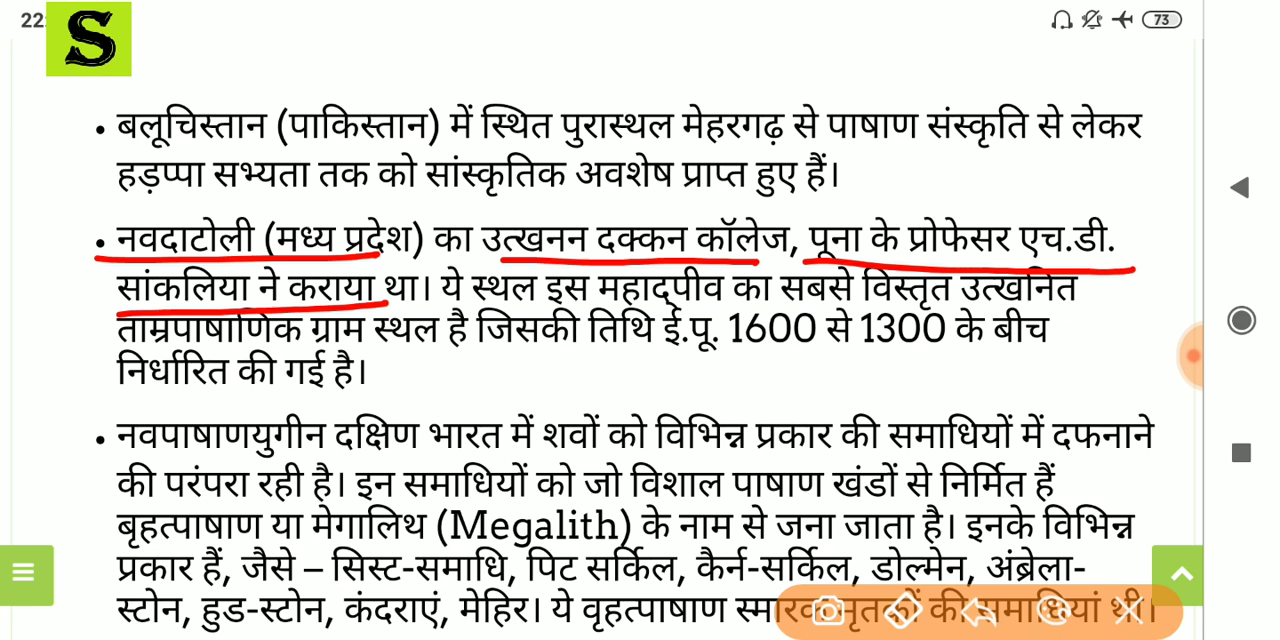 22:
S
73
• बलूचिस्तान (पाकिस्तान) में स्थित पुरास्थल मेहरगढ़ से पाषाण संस्कृति से लेकर
हड़प्पा सभ्यता तक को सांस्कृतिक अवशेष प्राप्त हुए हैं।
• नवदाटोली (मध्य प्रदेश) का उत्खनन दक्कन कॉलेज, पूना के प्रोफेसर एच.डी.
सांकलिया ने कराया था। ये स्थल इस महाद्पीव का सबसे विस्तृत उत्खनित
ताम्रपाषाणिक ग्राम स्थल है जिसकी तिथि ई.पू. 1600 से 1300 के बीच
निर्धारित की गई है।
• नवपाषाणयुगीन दक्षिण भारत में शवों को विभिन्न प्रकार की समाधियों में दफनाने
की परंपरा रही है। इन समाधियों को जो विशाल पाषाण खंडों से निर्मित हैं
बृहत्पाषाण या मेगालिथ (Megalith) के नाम से जना जाता है। इनके विभिन्न
प्रकार हैं, जैसे – सिस्ट-समाधि, पिट सर्किल, कैर्न-सर्किल, डोल्मेन, अंब्रेला-
स्टोन, हुड-स्टोन, कंदराएं, मेहिर। ये वृहत्पाषाण स्मारक मृतकों की समाधियां थी।